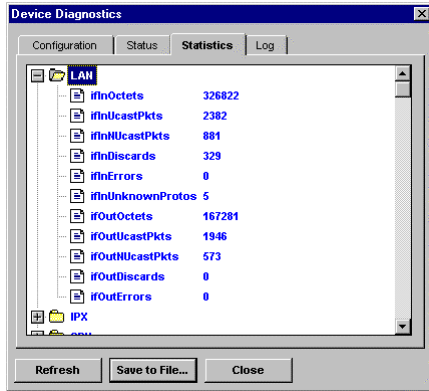 Device Diagnostics
Configuration Status Statistics Log
LAN
ifInOctets 326822
ifInUcastPkts 2382
ifInNUcastPkts 881
ifInDiscards 329
ifInErrors 0
ifInUnknownProtos 5
ifOutOctets 167281
ifOutUcastPkts 1946
ifOutNUcastPkts 573
ifOutDiscards 0
ifOutErrors 0
IPX
Refresh Save to File... Close